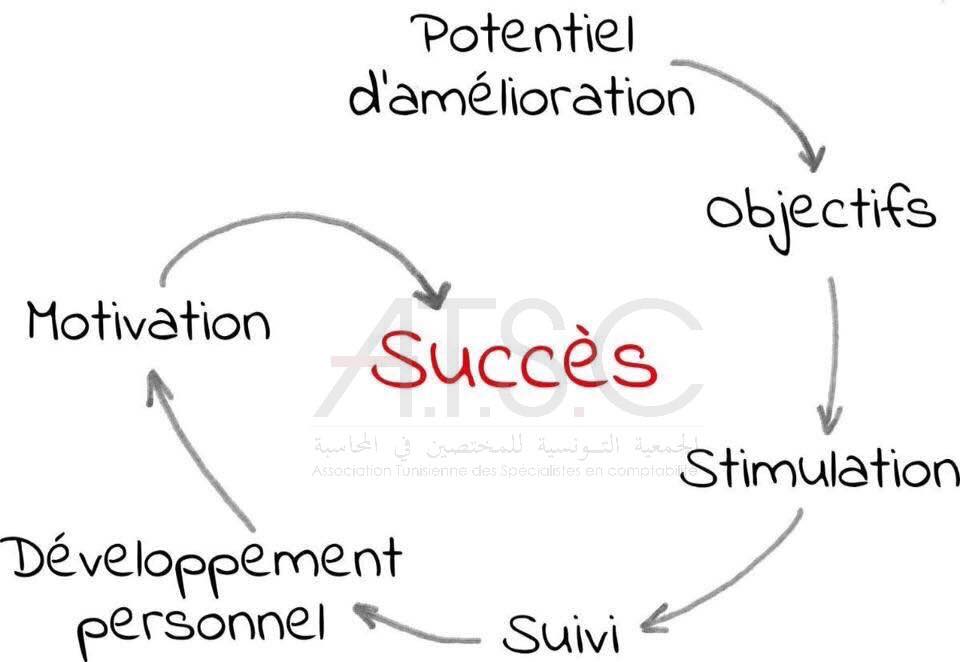 Potentiel
d'amélioration
Objectifs
Stimulation
Suivi
Développement
personnel
Motivation
Succès
A.T.S.C
الجمعية التونسية للمختصين في المحاسبة
Association Tunisienne des Spécialistes en comptabilité